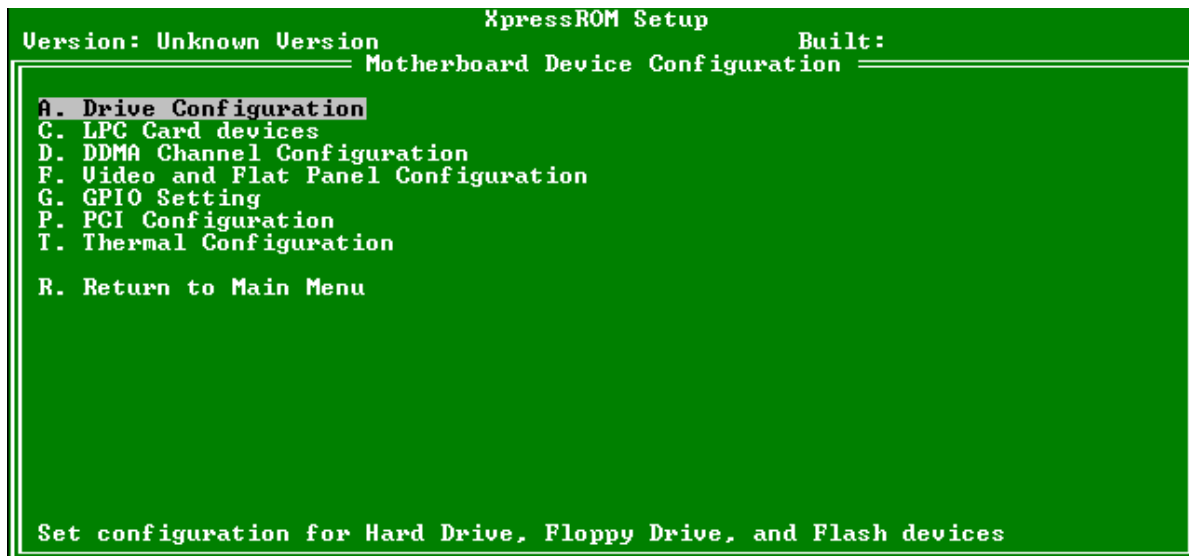 XpressROM Setup
Version: Unknown Version Built:
Motherboard Device Configuration
A. Drive Configuration
C. LPC Card devices
D. DDMA Channel Configuration
F. Video and Flat Panel Configuration
G. GPIO Setting
P. PCI Configuration
T. Thermal Configuration
R. Return to Main Menu
Set configuration for Hard Drive, Floppy Drive, and Flash devices